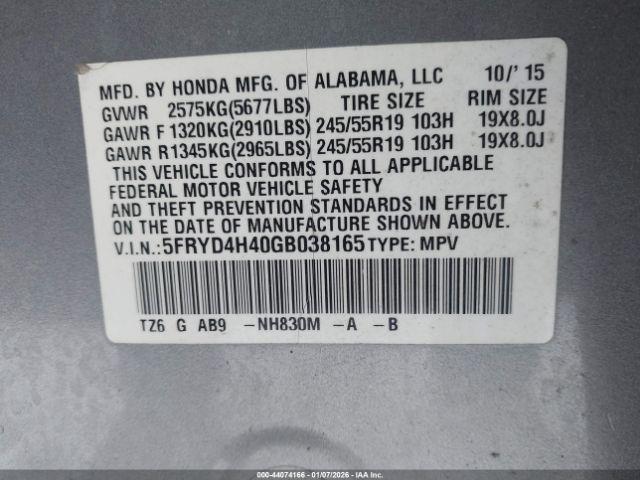 MFD. BY HONDA MFG. OF ALABAMA, LLC 10/'15
GVWR 2575KG(5677LBS) TIRE SIZE RIM SIZE
GAWR F 1320KG(2910LBS) 245/55R19 103H 19X8.0J
GAWR R 1345KG(2965LBS) 245/55R19 103H 19X8.0J
THIS VEHICLE CONFORMS TO ALL APPLICABLE
FEDERAL MOTOR VEHICLE SAFETY
AND THEFT PREVENTION STANDARDS IN EFFECT
ON THE DATE OF MANUFACTURE SHOWN ABOVE.
V.I.N.: 5FRYD4H40GB038165 TYPE: MPV
TZ6 G AB9 -NH830M -A -B
000-44074166 - 01/07/2026 - IAA Inc.